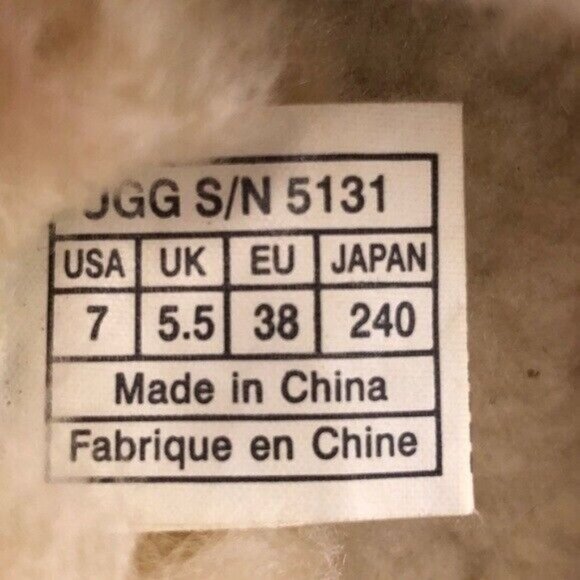 UGG S/N 5131
USA UK EU JAPAN
7 5.5 38 240
Made in China
Fabrique en Chine